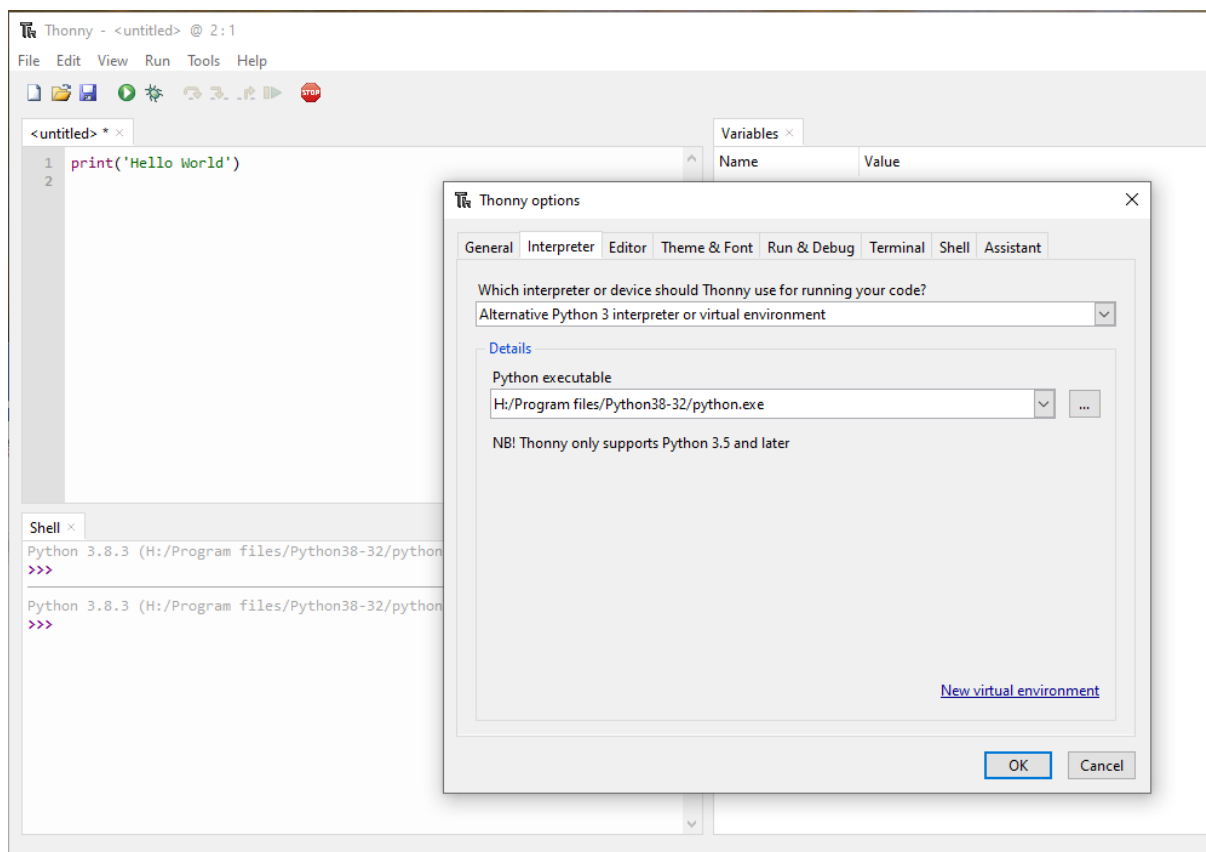 Thonny - <untitled> @ 2:1
File Edit View Run Tools Help
STOP
<untitled> * ×
1 print('Hello World')
2
Variables ×
Name Value
Thonny options
General Interpreter Editor Theme & Font Run & Debug Terminal Shell Assistant
Which interpreter or device should Thonny use for running your code?
Alternative Python 3 interpreter or virtual environment
Details
Python executable
H:/Program files/Python38-32/python.exe
...
NB! Thonny only supports Python 3.5 and later
New virtual environment
OK Cancel
Shell ×
Python 3.8.3 (H:/Program files/Python38-32/python
>>>
Python 3.8.3 (H:/Program files/Python38-32/python
>>>